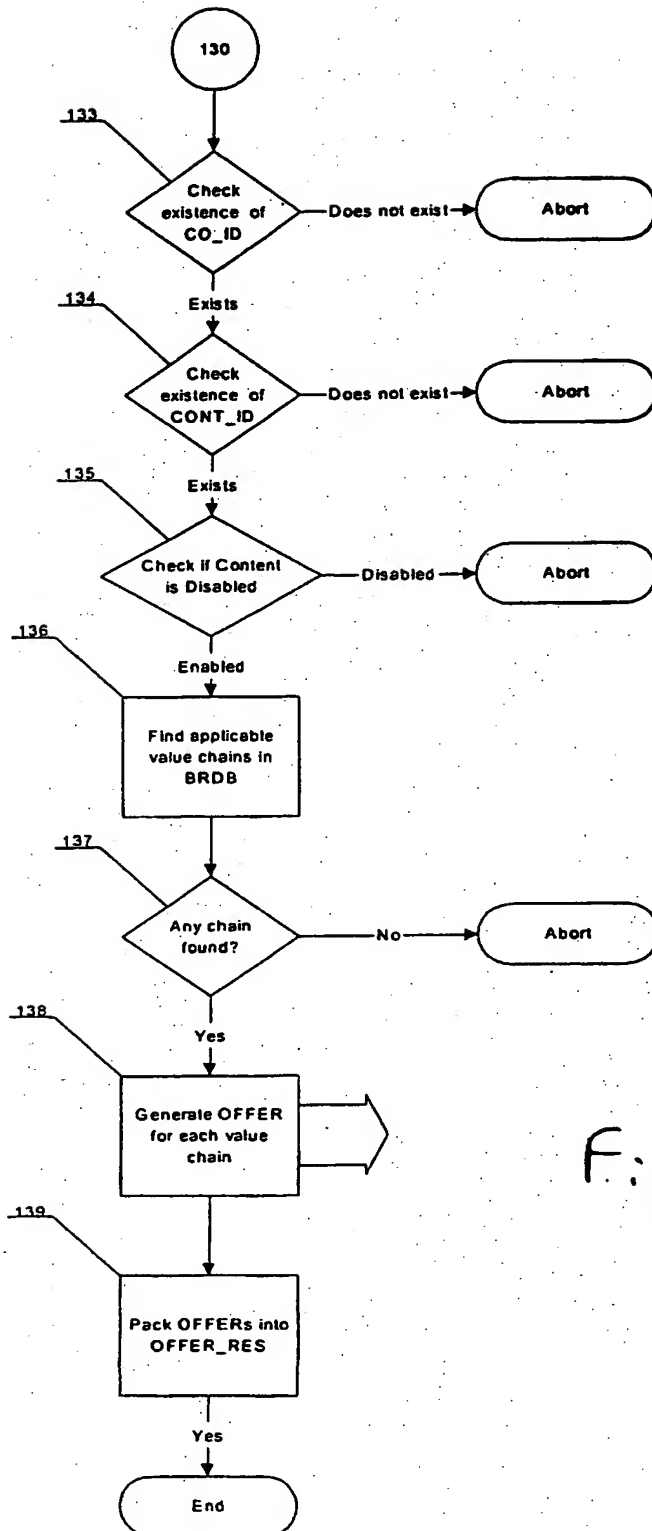 130
133
Check
existence of
CO_ID
Does not exist
Abort
Exists
134
Check
existence of
CONT_ID
Does not exist
Abort
Exists
135
Check if Content
is Disabled
Disabled
Abort
Enabled
136
Find applicable
value chains in
BRDB
137
Any chain
found?
No
Abort
Yes
138
Generate OFFER
for each value
chain
139
Pack OFFERs into
OFFER_RES
Yes
End